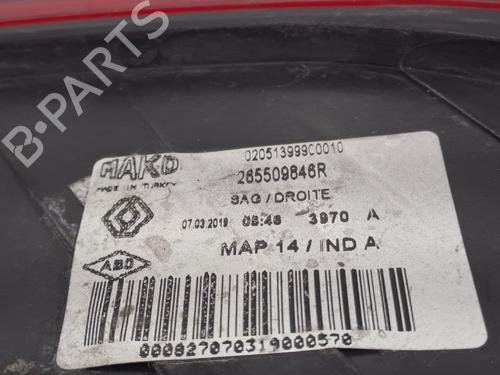 B-PARTS
MAKO
MADE IN TURKEY
020513999C0010
265509846R
SAG / DROITE
07.03.2019 08:48 3970 A
MAP 14 / IND A
ABO
000827070319000570